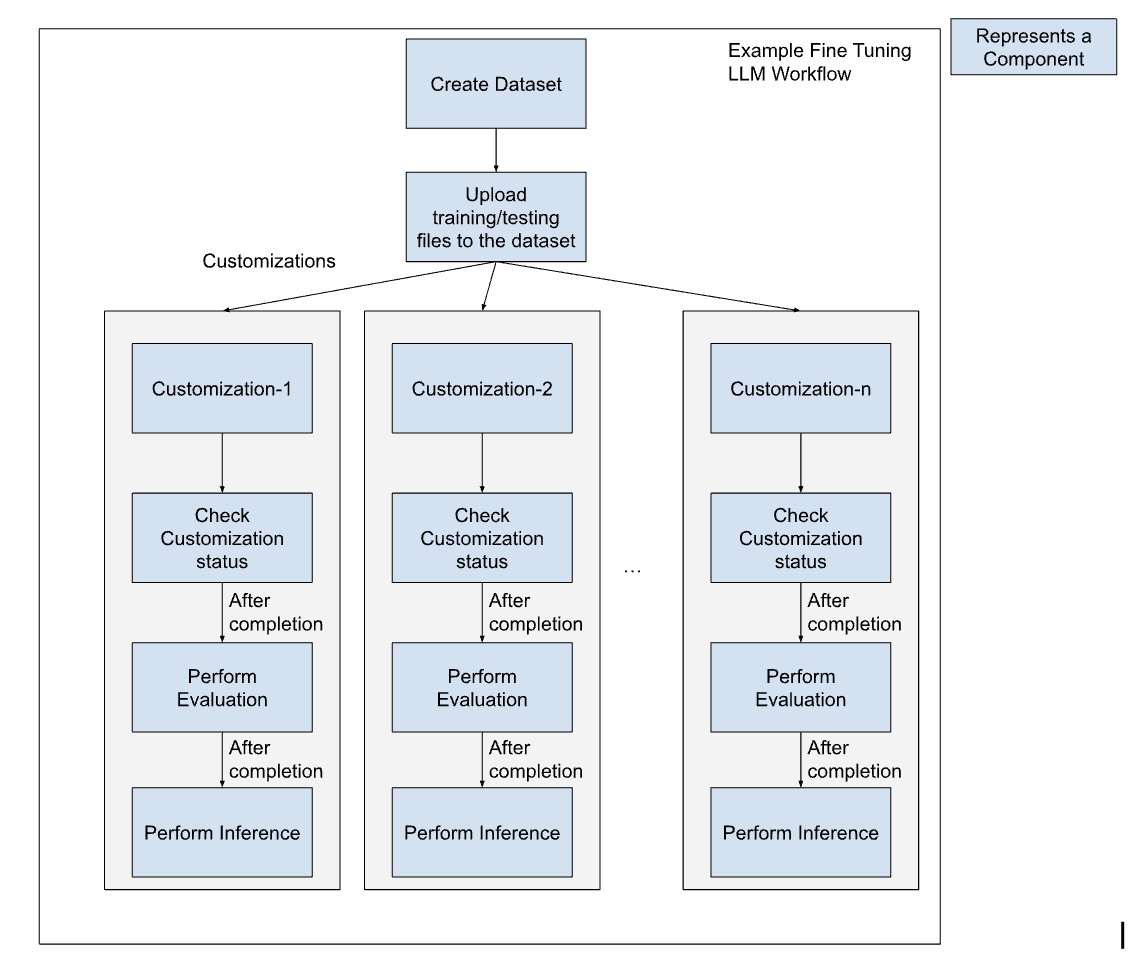 Example Fine Tuning
LLM Workflow
Represents a
Component
Create Dataset
Upload
training/testing
files to the dataset
Customizations
Customization-1
Check
Customization
status
After
completion
Perform
Evaluation
After
completion
Perform Inference
Customization-2
Check
Customization
status
After
completion
Perform
Evaluation
After
completion
Perform Inference
...
Customization-n
Check
Customization
status
After
completion
Perform
Evaluation
After
completion
Perform Inference